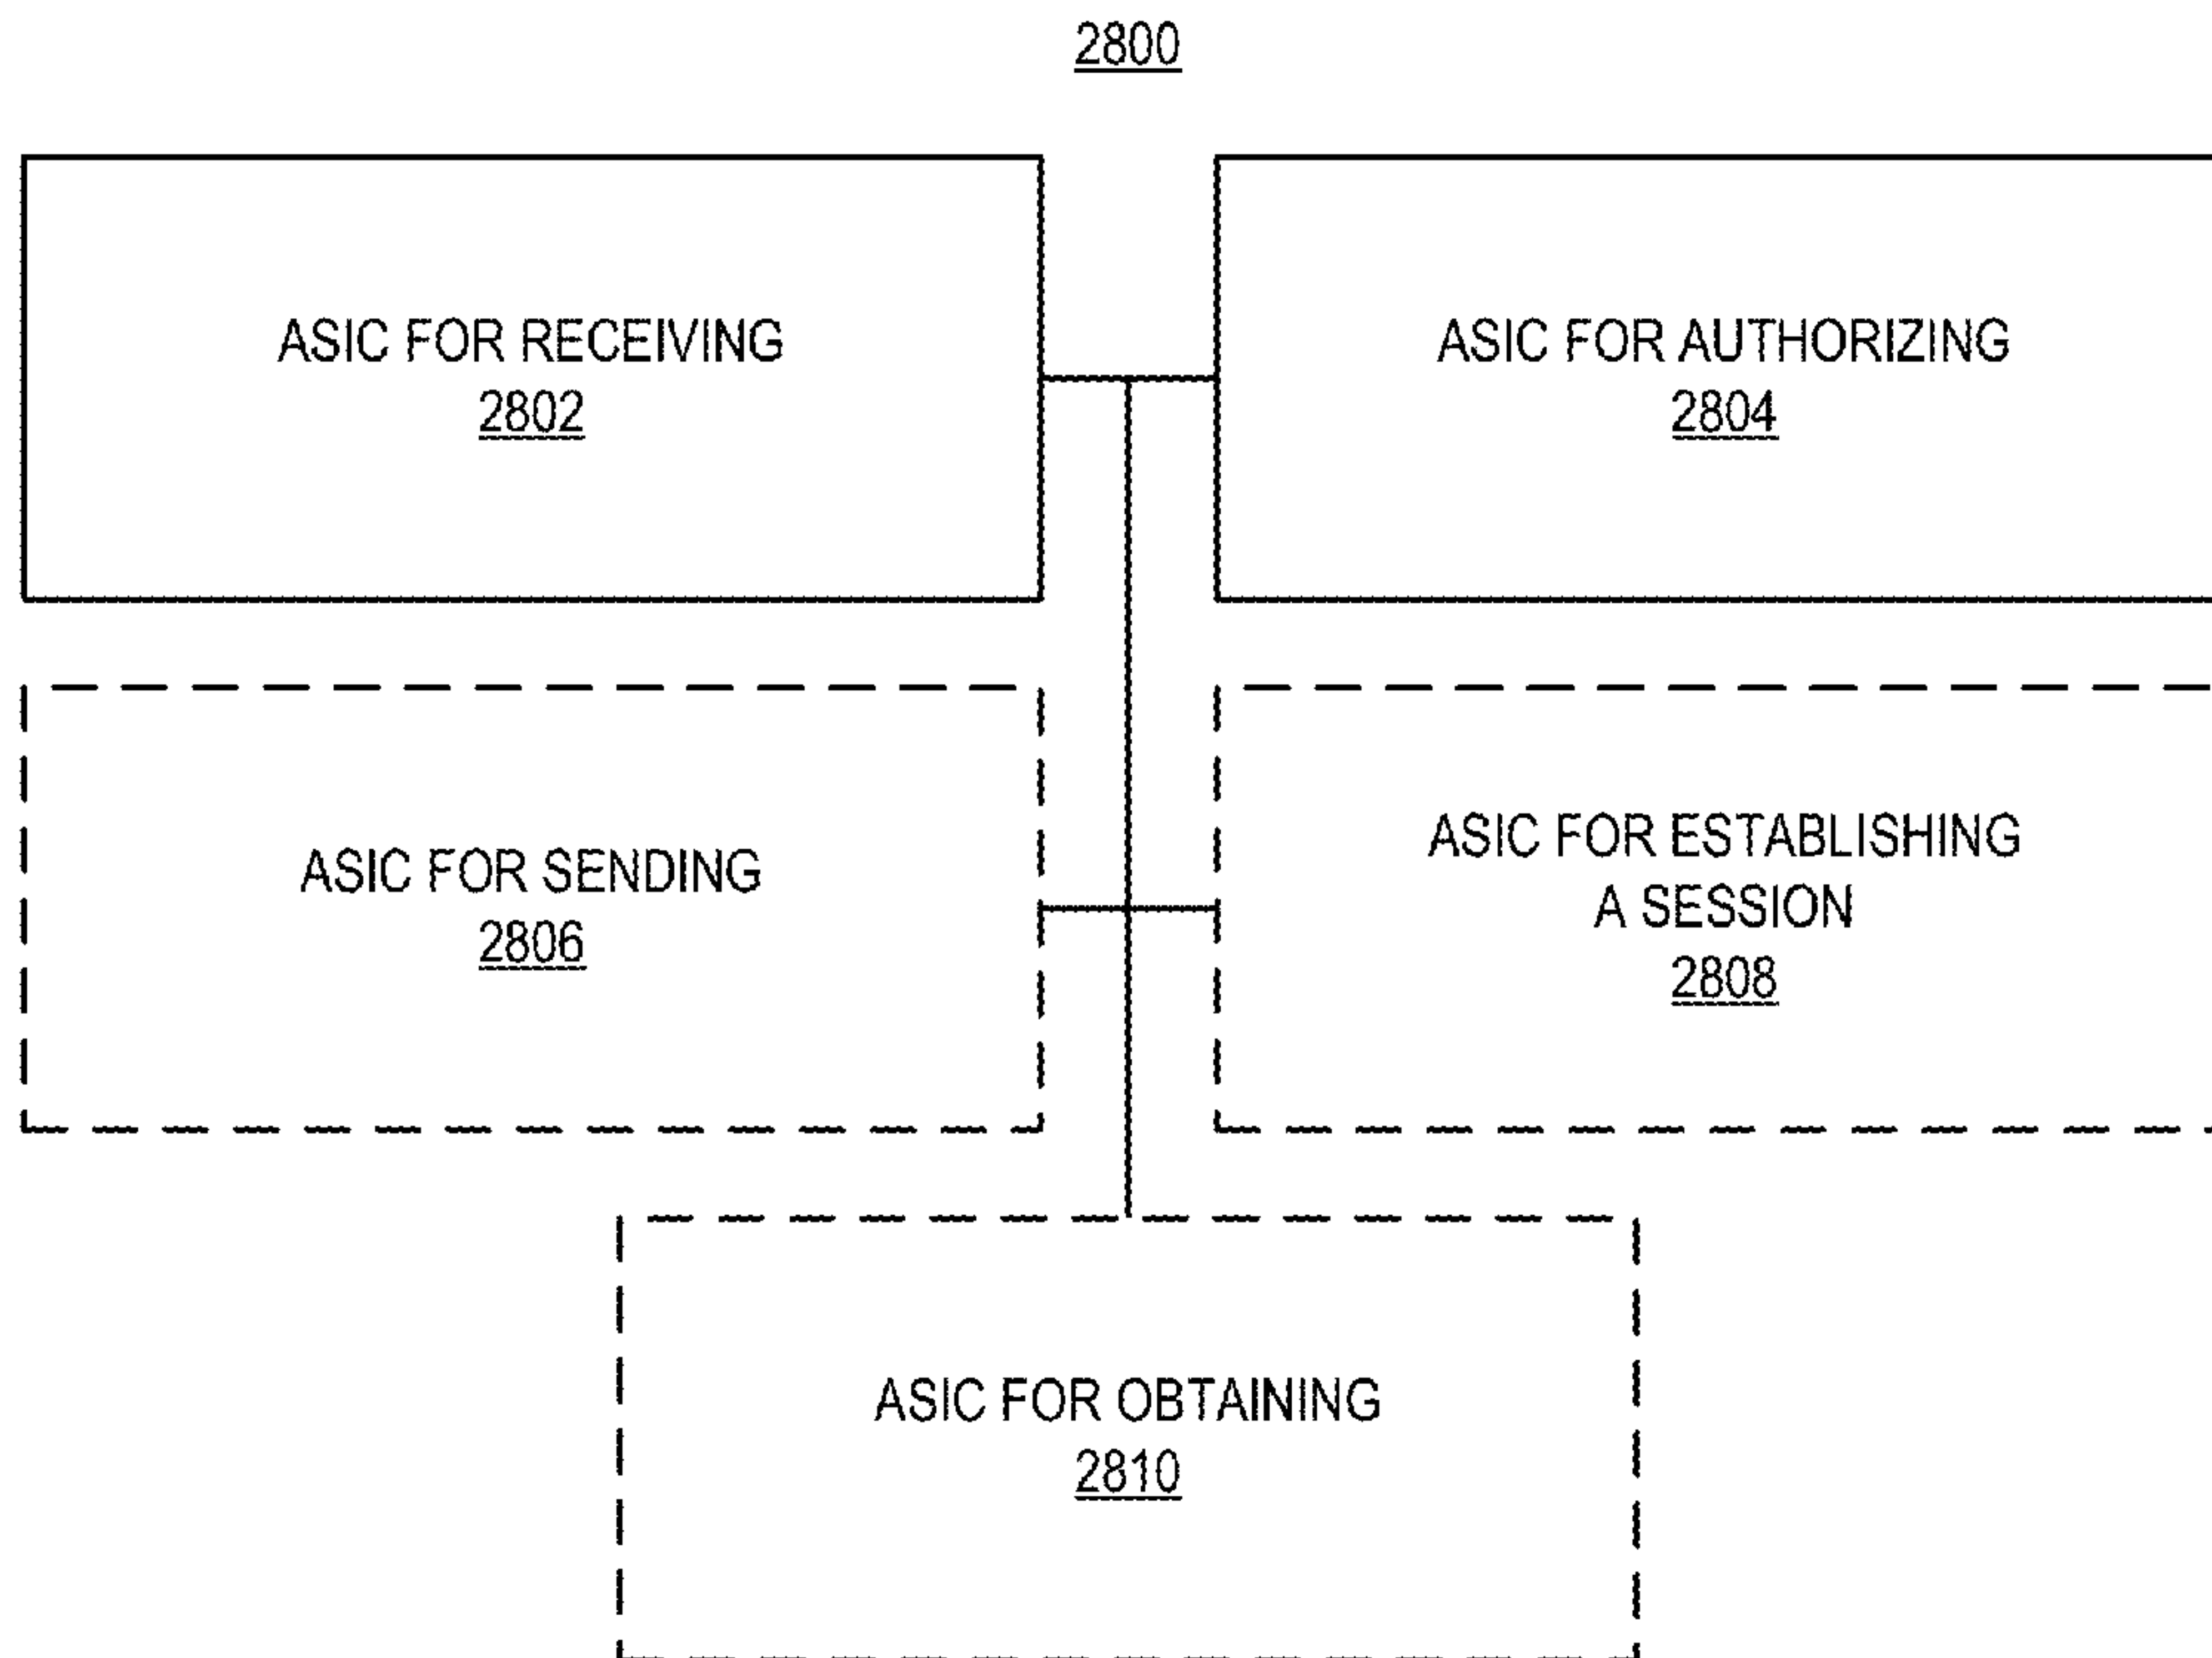 2800
ASIC FOR RECEIVING
2802
ASIC FOR AUTHORIZING
2804
ASIC FOR SENDING
2806
ASIC FOR ESTABLISHING
A SESSION
2808
ASIC FOR OBTAINING
2810